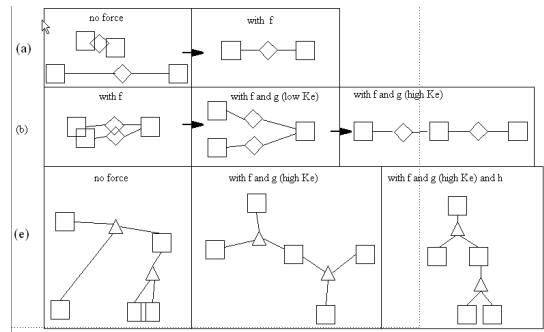 no force
with f
(a)
with f
with f and g (low Ke)
with f and g (high Ke)
(b)
no force
with f and g (high Ke)
with f and g (high Ke) and h
(e)